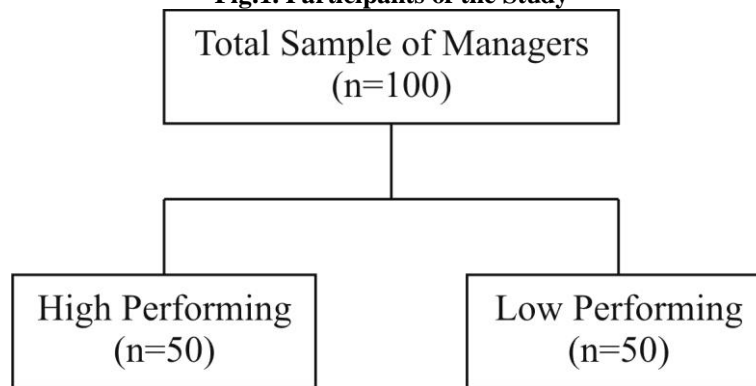 Fig.1. Participants of the Study
Total Sample of Managers
(n=100)
High Performing
(n=50)
Low Performing
(n=50)